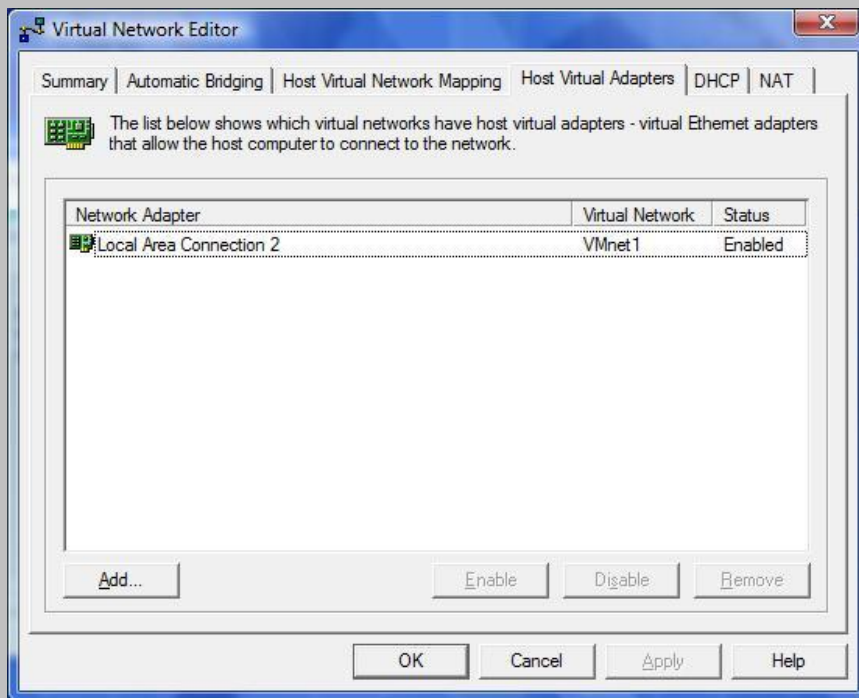 Virtual Network Editor
Summary
Automatic Bridging
Host Virtual Network Mapping
Host Virtual Adapters
DHCP
NAT
The list below shows which virtual networks have host virtual adapters - virtual Ethernet adapters
that allow the host computer to connect to the network.
Network Adapter Virtual Network Status
Local Area Connection 2 VMnet1 Enabled
Add... Enable Disable Remove
OK Cancel Apply Help